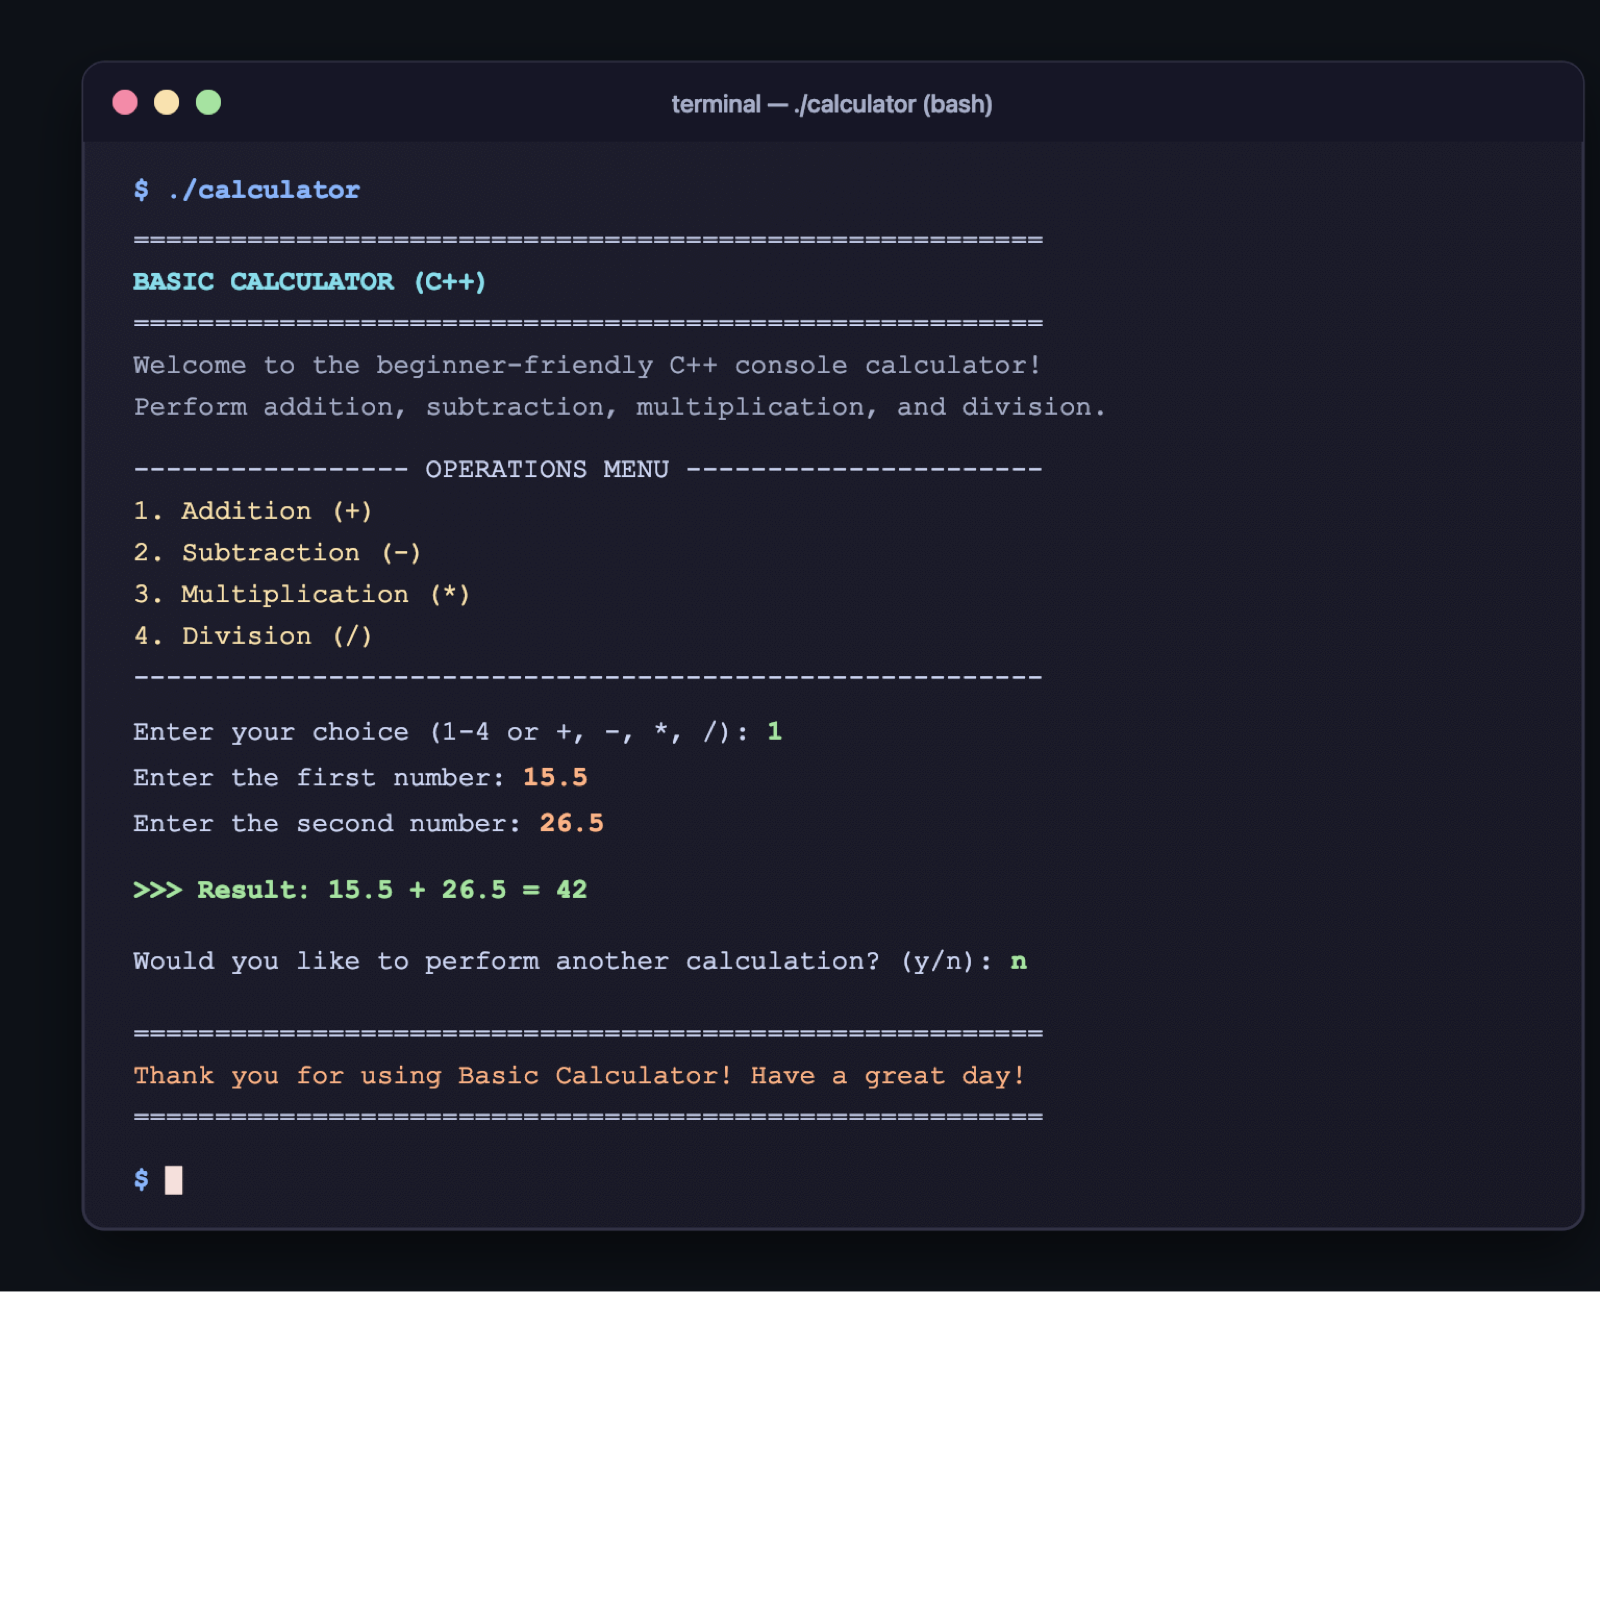 terminal — ./calculator (bash)
$ ./calculator
========================================================
BASIC CALCULATOR (C++)
========================================================
Welcome to the beginner-friendly C++ console calculator!
Perform addition, subtraction, multiplication, and division.
----------------- OPERATIONS MENU ----------------------
1. Addition (+)
2. Subtraction (-)
3. Multiplication (*)
4. Division (/)
--------------------------------------------------------
Enter your choice (1-4 or +, -, *, /): 1
Enter the first number: 15.5
Enter the second number: 26.5
>>> Result: 15.5 + 26.5 = 42
Would you like to perform another calculation? (y/n): n
========================================================
Thank you for using Basic Calculator! Have a great day!
========================================================
$